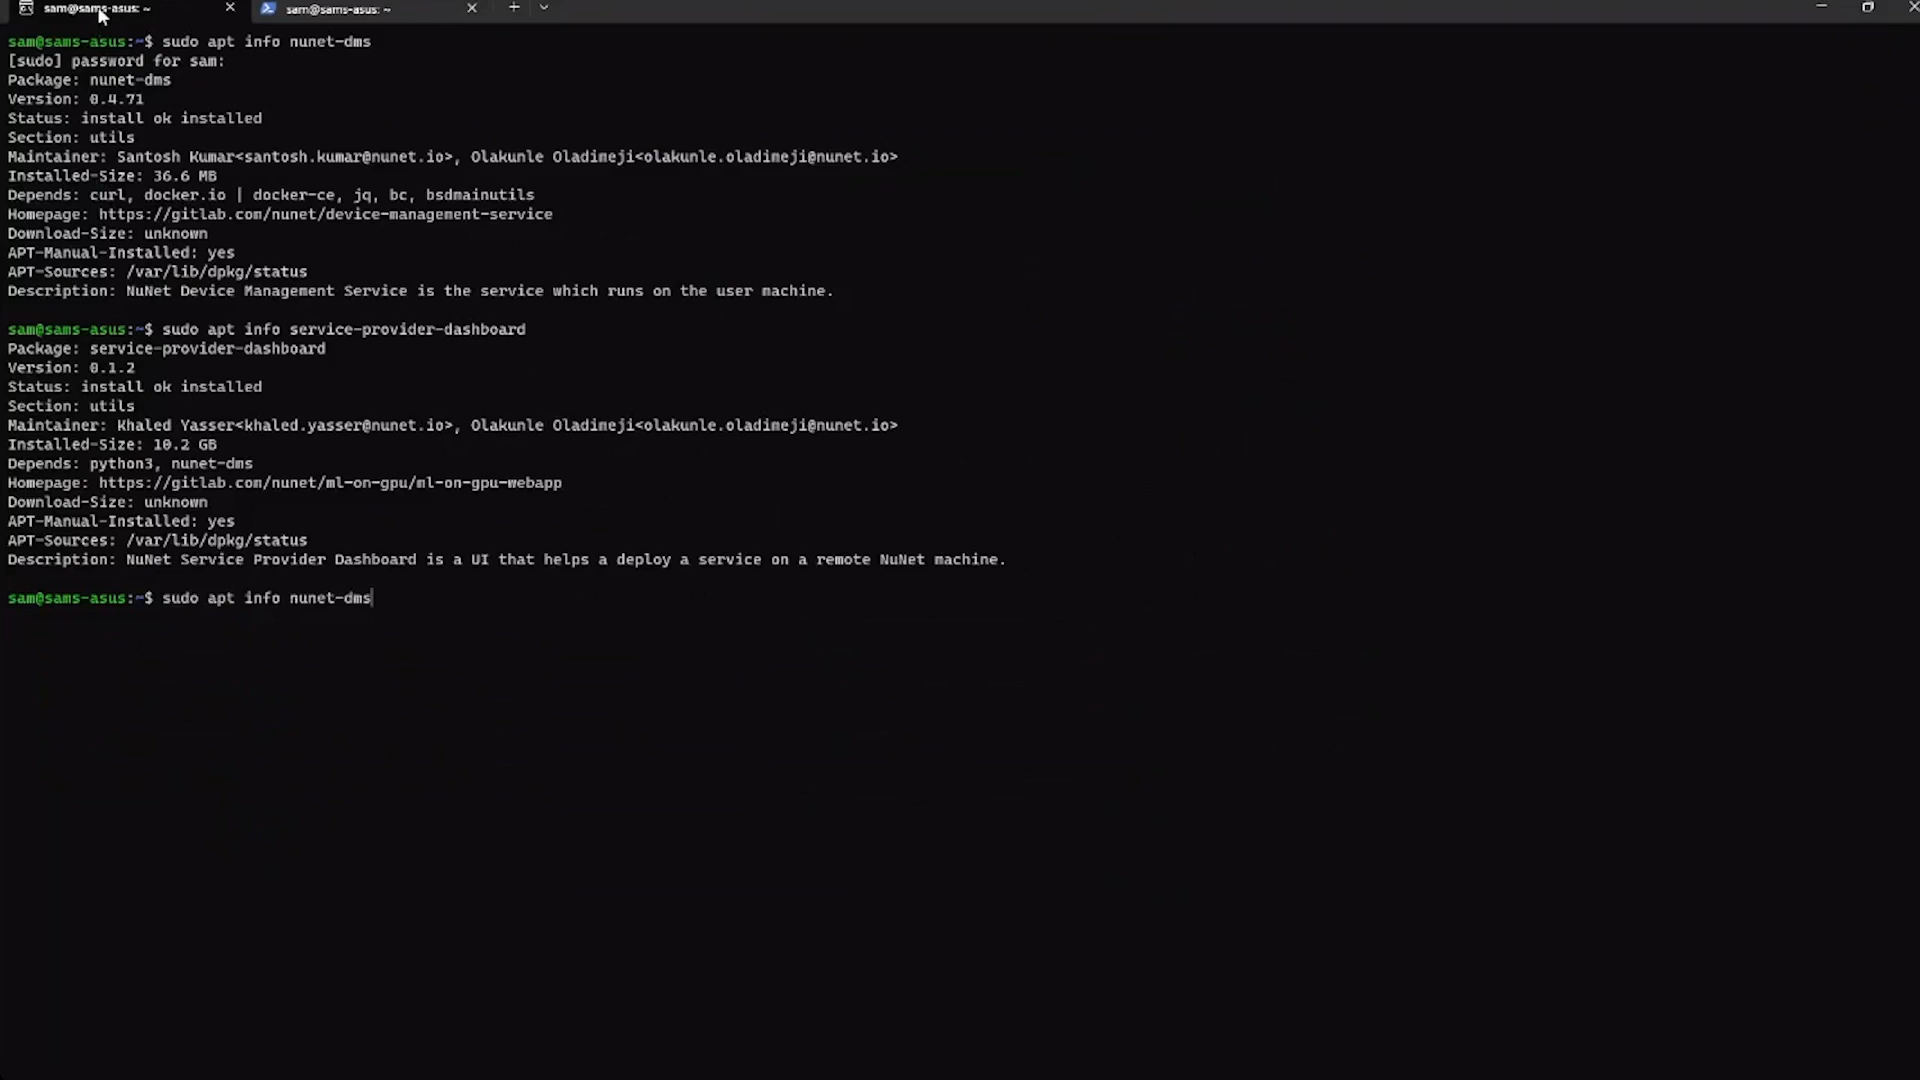 sam@sams-asus: ~
sam@sams-asus: ~
sam@sams-asus:~$ sudo apt info nunet-dms
[sudo] password for sam:
Package: nunet-dms
Version: 0.4.71
Status: install ok installed
Section: utils
Maintainer: Santosh Kumar<santosh.kumar@nunet.io>, Olakunle Oladimeji<olakunle.oladimeji@nunet.io>
Installed-Size: 36.6 MB
Depends: curl, docker.io | docker-ce, jq, bc, bsdmainutils
Homepage: https://gitlab.com/nunet/device-management-service
Download-Size: unknown
APT-Manual-Installed: yes
APT-Sources: /var/lib/dpkg/status
Description: NuNet Device Management Service is the service which runs on the user machine.
sam@sams-asus:~$ sudo apt info service-provider-dashboard
Package: service-provider-dashboard
Version: 0.1.2
Status: install ok installed
Section: utils
Maintainer: Khaled Yasser<khaled.yasser@nunet.io>, Olakunle Oladimeji<olakunle.oladimeji@nunet.io>
Installed-Size: 10.2 GB
Depends: python3, nunet-dms
Homepage: https://gitlab.com/nunet/ml-on-gpu/ml-on-gpu-webapp
Download-Size: unknown
APT-Manual-Installed: yes
APT-Sources: /var/lib/dpkg/status
Description: NuNet Service Provider Dashboard is a UI that helps a deploy a service on a remote NuNet machine.
sam@sams-asus:~$ sudo apt info nunet-dms